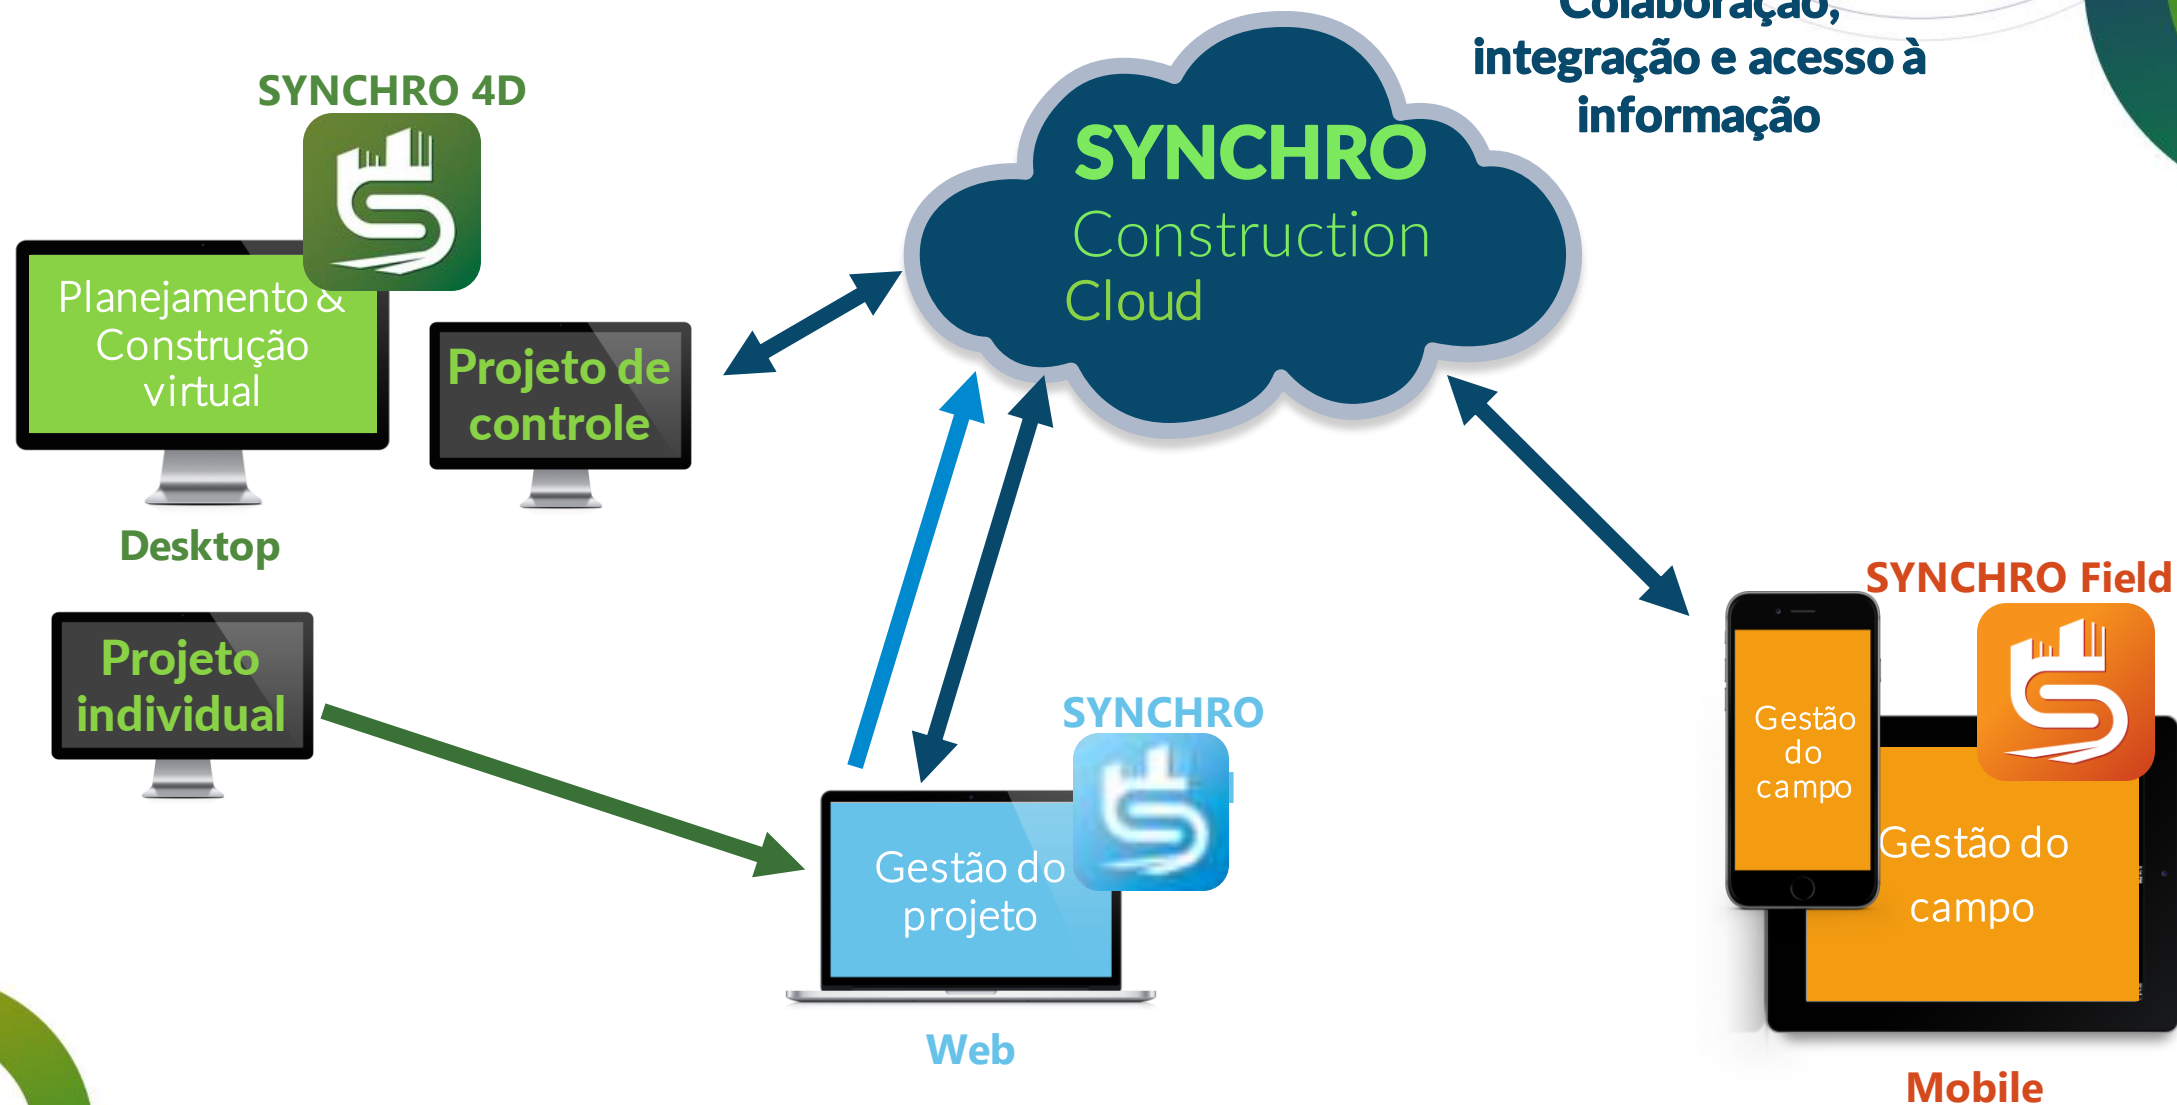 Colaboração,
integração e acesso à
informação
SYNCHRO 4D
SYNCHRO
Construction
Cloud
Planejamento &
Construção
virtual
Projeto de
controle
Desktop
Projeto
individual
SYNCHRO
Gestão do
projeto
Web
SYNCHRO Field
Gestão
do
campo
Gestão do
campo
Mobile